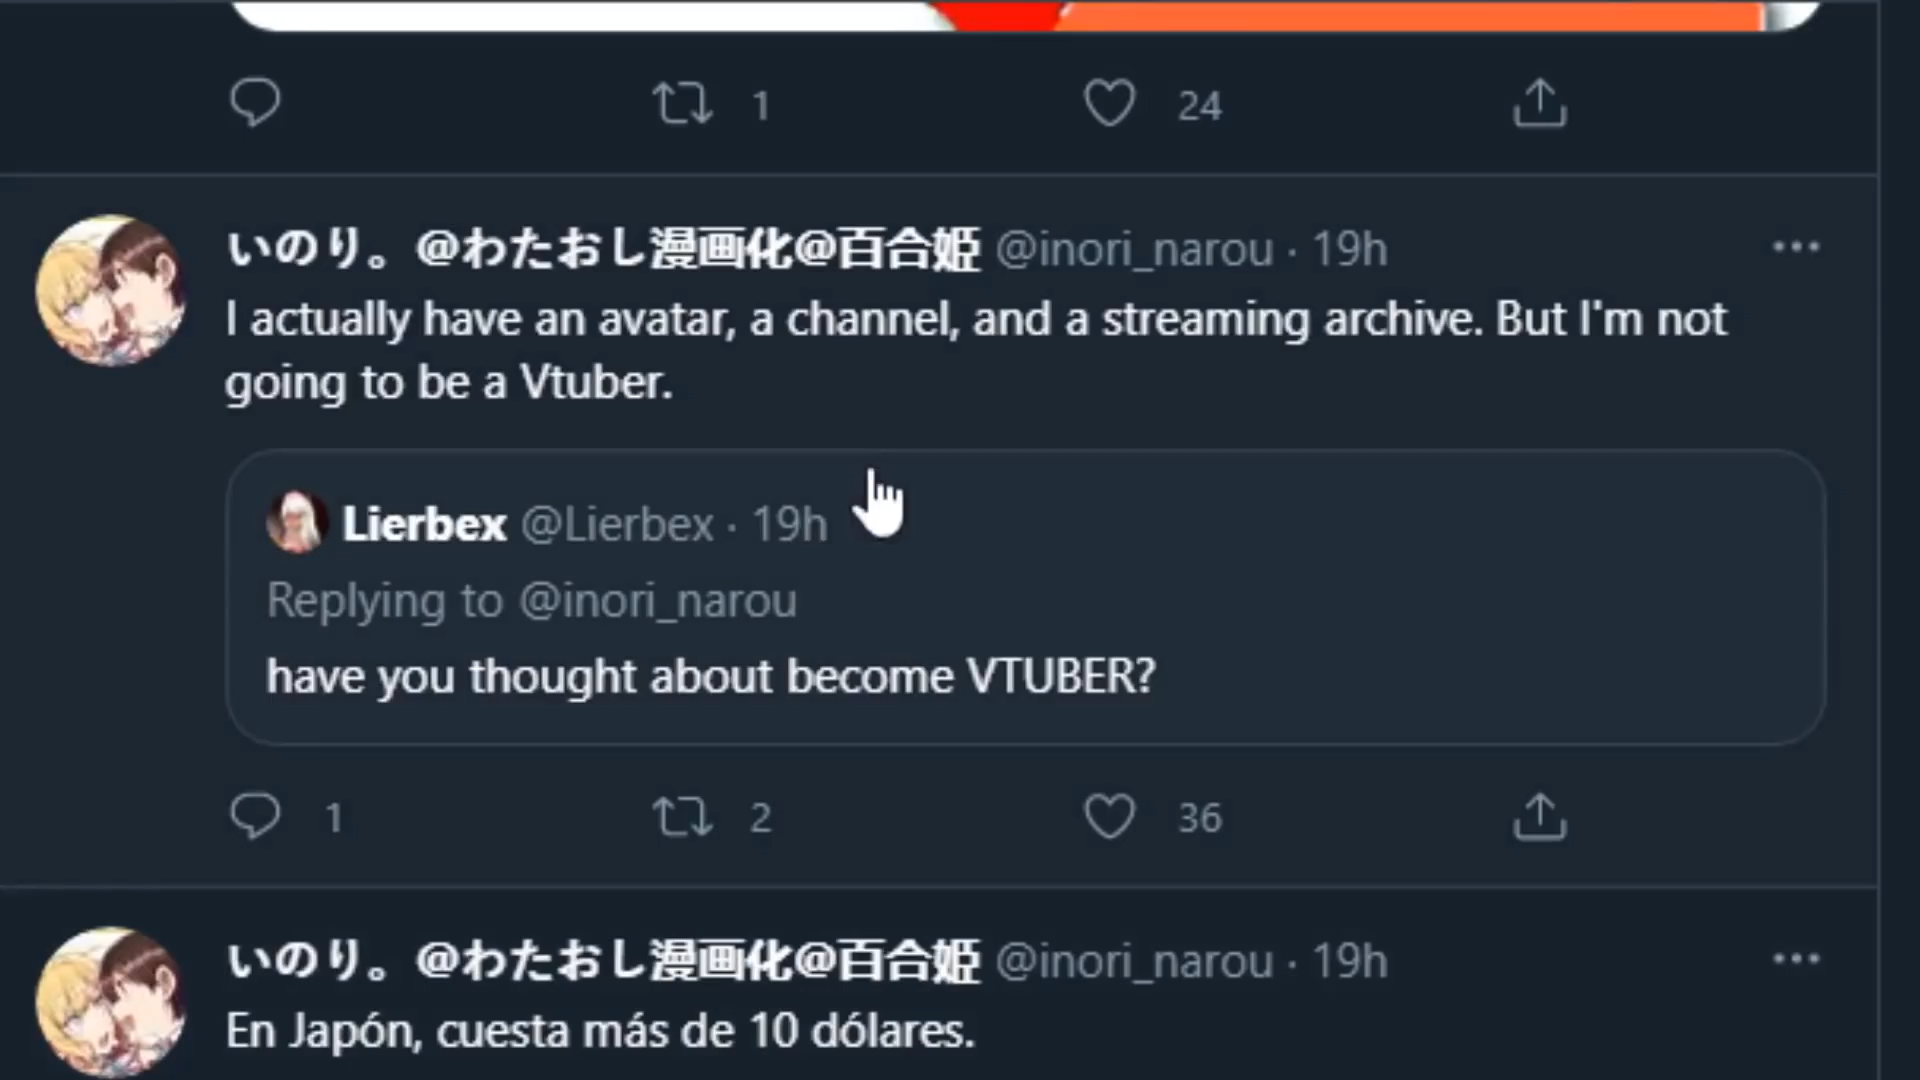 1 24
いのり。@わたおし漫画化@百合姫 @inori_narou · 19h
I actually have an avatar, a channel, and a streaming archive. But I'm not
going to be a Vtuber.
Lierbex @Lierbex · 19h
Replying to @inori_narou
have you thought about become VTUBER?
1 2 36
いのり。@わたおし漫画化@百合姫 @inori_narou · 19h
En Japón, cuesta más de 10 dólares.